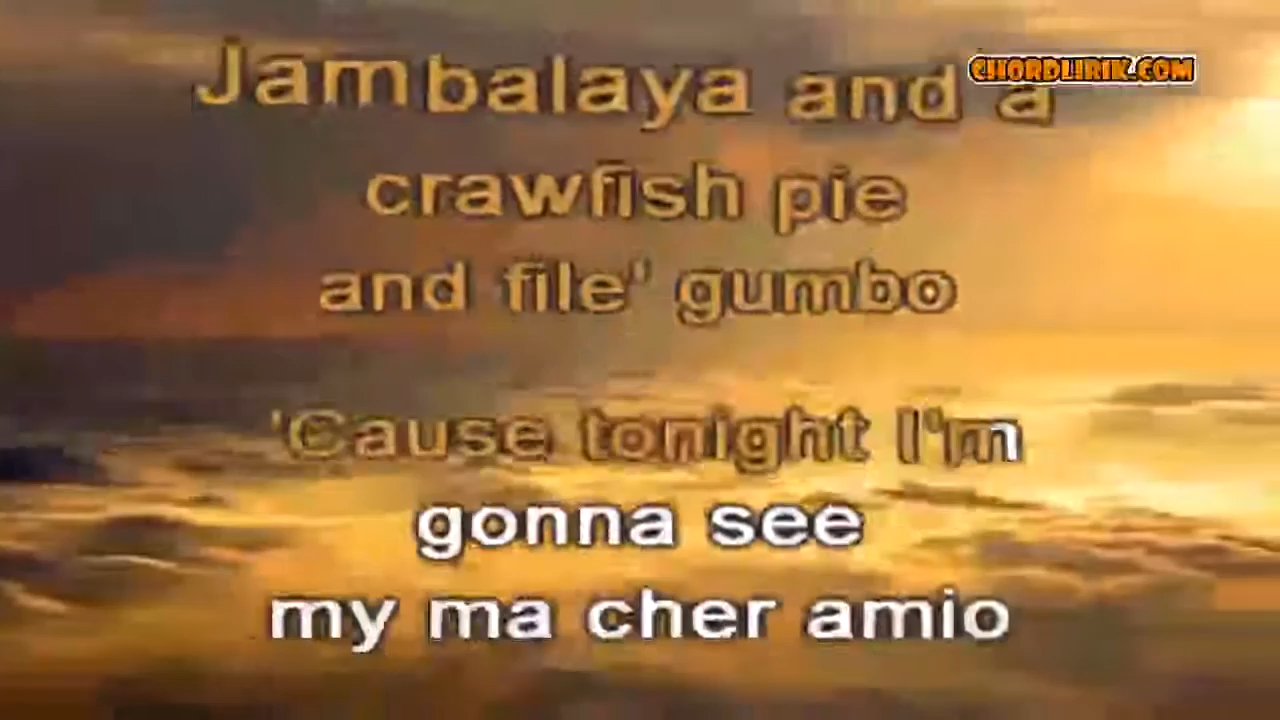 CHORDLIRIK.COM
Jambalaya and a
crawfish pie
and file' gumbo
'Cause tonight I'm
gonna see
my ma cher amio